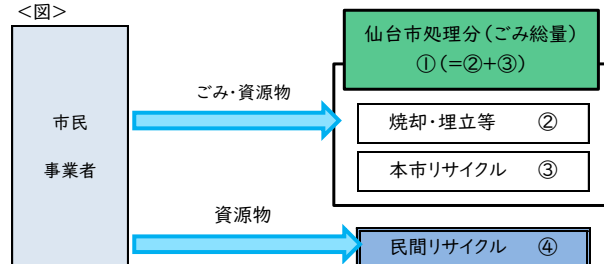 <図>
仙台市処理分(ごみ総量)
①(=②+③)
ごみ・資源物
市民
事業者
焼却・埋立等 ②
本市リサイクル ③
資源物
民間リサイクル ④